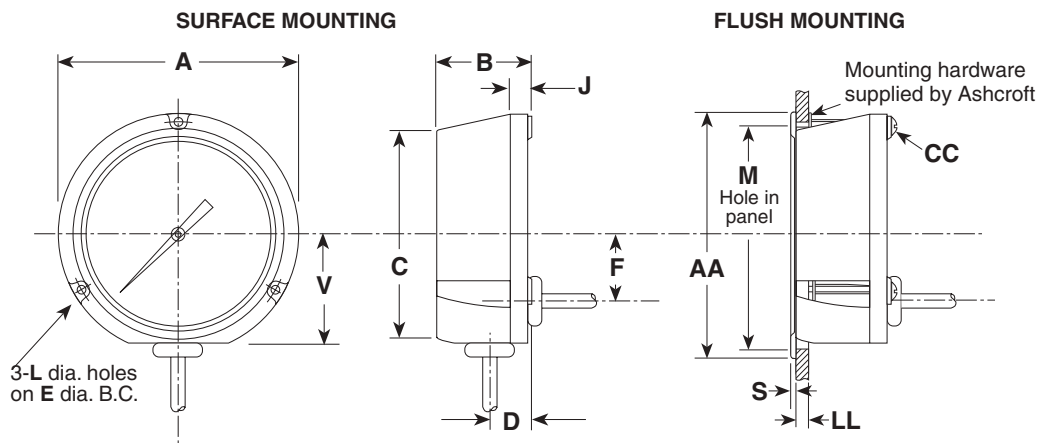 SURFACE MOUNTING
FLUSH MOUNTING
A
B
J
Mounting hardware
supplied by Ashcroft
CC
M
Hole in
panel
V
C
F
AA
3-L dia. holes
on E dia. B.C.
D
S
LL